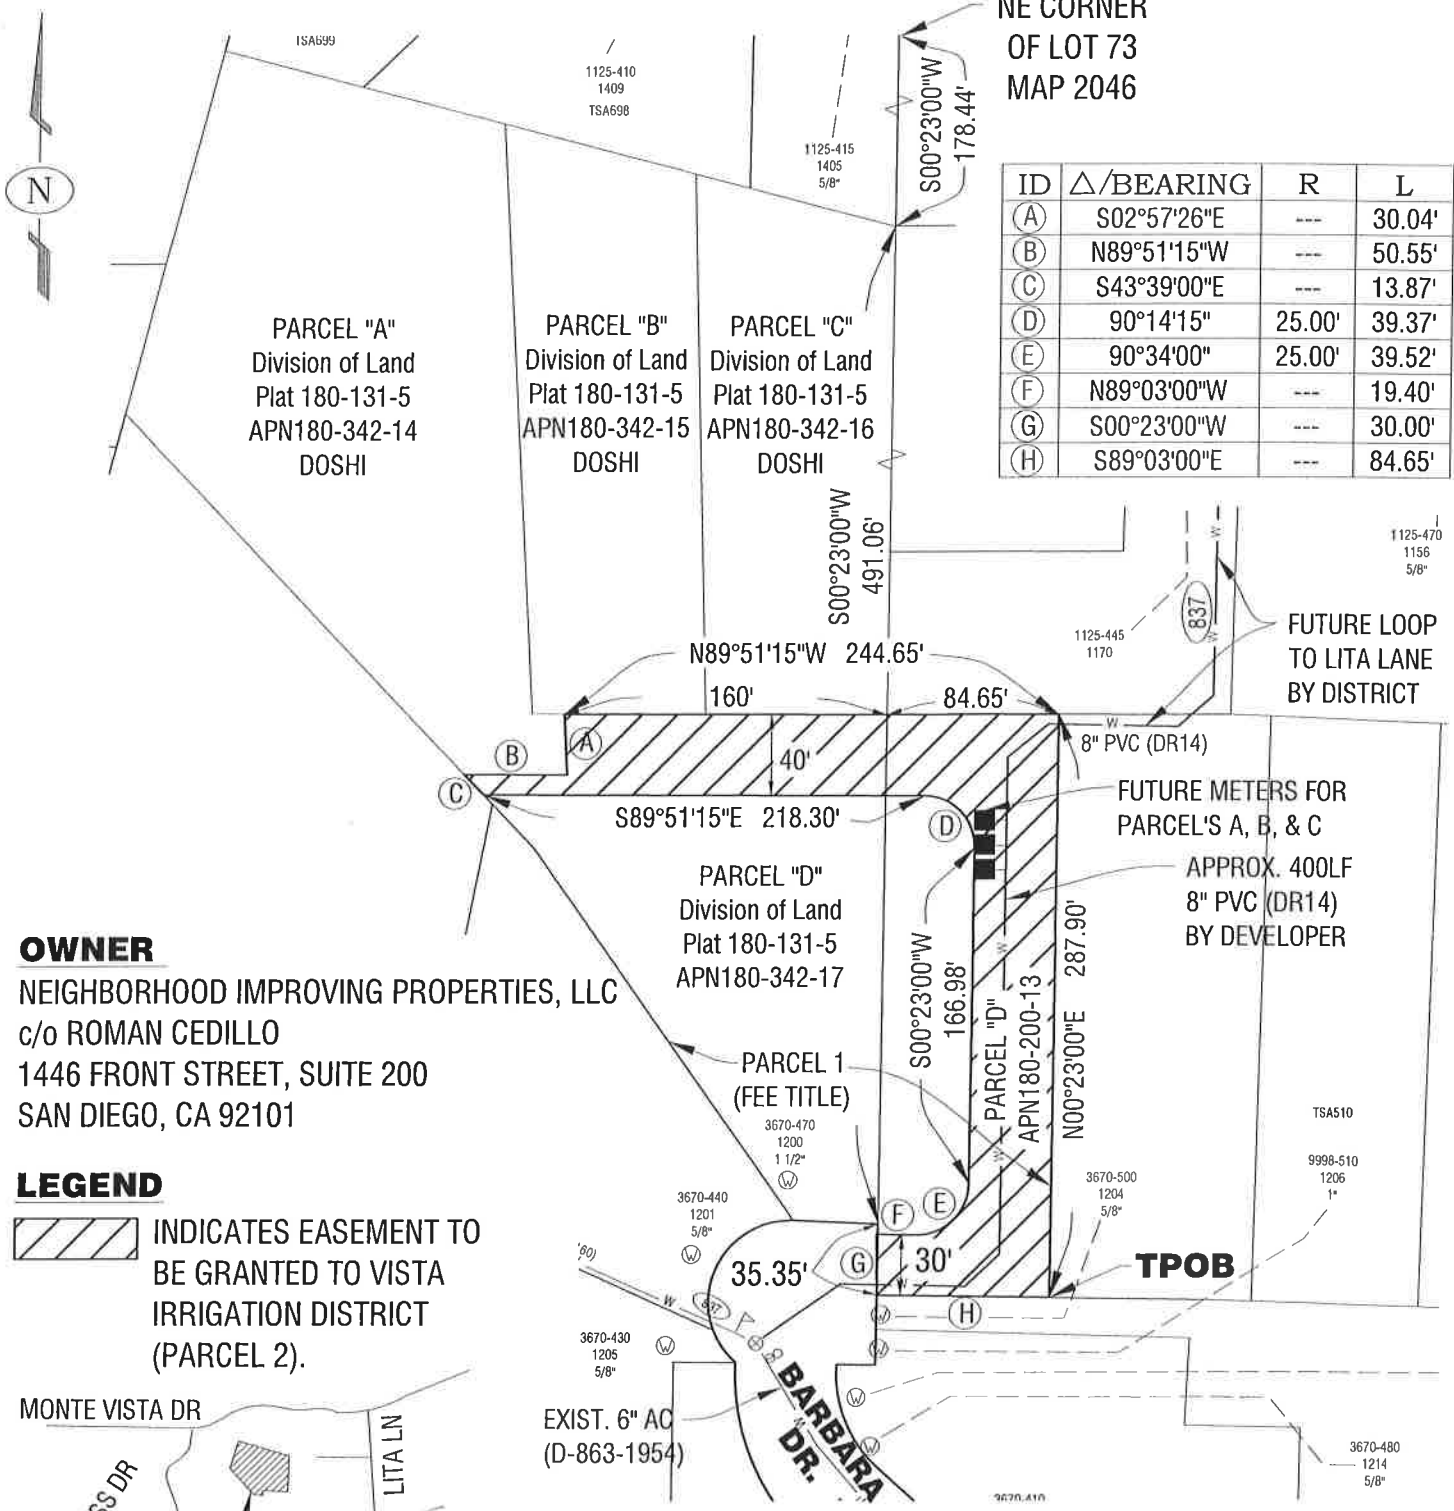 NE CORNER
OF LOT 73
MAP 2046
TSA699
1125-410
1409
TSA698
1125-415
1405
5/8"
S00°23'00"W
178.44'
N
ID △/BEARING R L
A S02°57'26"E --- 30.04'
B N89°51'15"W --- 50.55'
C S43°39'00"E --- 13.87'
D 90°14'15" 25.00' 39.37'
E 90°34'00" 25.00' 39.52'
F N89°03'00"W --- 19.40'
G S00°23'00"W --- 30.00'
H S89°03'00"E --- 84.65'
PARCEL "A"
Division of Land
Plat 180-131-5
APN180-342-14
DOSHI
PARCEL "B"
Division of Land
Plat 180-131-5
APN180-342-15
DOSHI
PARCEL "C"
Division of Land
Plat 180-131-5
APN180-342-16
DOSHI
S00°23'00"W
491.06'
1125-470
1156
5/8"
W
837
W
1125-445
1170
FUTURE LOOP
TO LITA LANE
BY DISTRICT
N89°51'15"W 244.65'
160'
84.65'
W
8" PVC (DR14)
A
B
C
40'
S89°51'15"E 218.30'
D
FUTURE METERS FOR
PARCEL'S A, B, & C
APPROX. 400LF
8" PVC (DR14)
BY DEVELOPER
PARCEL "D"
Division of Land
Plat 180-131-5
APN180-342-17
S00°23'00"W
166.98'
W
PARCEL "D"
APN180-200-13
N00°23'00"E 287.90'
W
OWNER
NEIGHBORHOOD IMPROVING PROPERTIES, LLC
c/o ROMAN CEDILLO
1446 FRONT STREET, SUITE 200
SAN DIEGO, CA 92101
PARCEL 1
(FEE TITLE)
3670-470
1200
1 1/2"
W
TSA510
9998-510
1206
1"
3670-500
1204
5/8"
LEGEND
INDICATES EASEMENT TO
BE GRANTED TO VISTA
IRRIGATION DISTRICT
(PARCEL 2).
3670-440
1201
5/8"
W
F
E
G
30'
35.35'
W
TPOB
H
'60)
W
837
3670-430
1205
5/8"
W
W
W
W
W
8
W
BARBARA
DR.
EXIST. 6" AC
(D-863-1954)
MONTE VISTA DR
LITA LN
SS DR
3670-480
1214
5/8"
3670-410